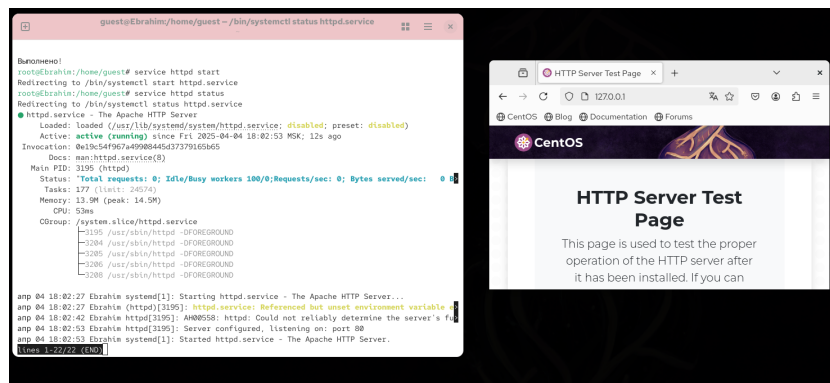 guest@Ebrahim:/home/guest – /bin/systemctl status httpd.service
Выполнено!
root@Ebrahim:/home/guest# service httpd start
Redirecting to /bin/systemctl start httpd.service
root@Ebrahim:/home/guest# service httpd status
Redirecting to /bin/systemctl status httpd.service
● httpd.service - The Apache HTTP Server
Loaded: loaded (/usr/lib/systemd/system/httpd.service; disabled; preset: disabled)
Active: active (running) since Fri 2025-04-04 18:02:53 MSK; 12s ago
Invocation: 0e19c54f967a49908445d37379165b65
Docs: man:httpd.service(8)
Main PID: 3195 (httpd)
Status: "Total requests: 0; Idle/Busy workers 100/0;Requests/sec: 0; Bytes served/sec: 0 B>
Tasks: 177 (limit: 24574)
Memory: 13.9M (peak: 14.5M)
CPU: 53ms
CGroup: /system.slice/httpd.service
├─3195 /usr/sbin/httpd -DFOREGROUND
├─3204 /usr/sbin/httpd -DFOREGROUND
├─3205 /usr/sbin/httpd -DFOREGROUND
├─3206 /usr/sbin/httpd -DFOREGROUND
└─3208 /usr/sbin/httpd -DFOREGROUND
апр 04 18:02:27 Ebrahim systemd[1]: Starting httpd.service - The Apache HTTP Server...
апр 04 18:02:27 Ebrahim (httpd)[3195]: httpd.service: Referenced but unset environment variable e>
апр 04 18:02:42 Ebrahim httpd[3195]: AH00558: httpd: Could not reliably determine the server's fu>
апр 04 18:02:53 Ebrahim httpd[3195]: Server configured, listening on: port 80
апр 04 18:02:53 Ebrahim systemd[1]: Started httpd.service - The Apache HTTP Server.
lines 1-22/22 (END)
HTTP Server Test Page
127.0.0.1
CentOS Blog Documentation Forums
CentOS
HTTP Server Test
Page
This page is used to test the proper
operation of the HTTP server after
it has been installed. If you can